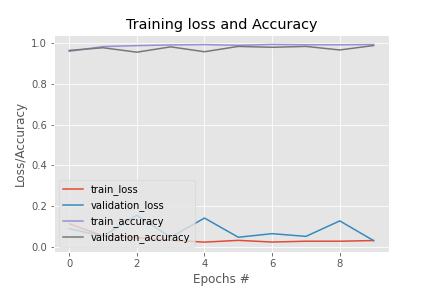 Training loss and Accuracy
1.0
0.8
0.6
0.4
0.2
0.0
Loss/Accuracy
train_loss
validation_loss
train_accuracy
validation_accuracy
0 2 4 6 8
Epochs #